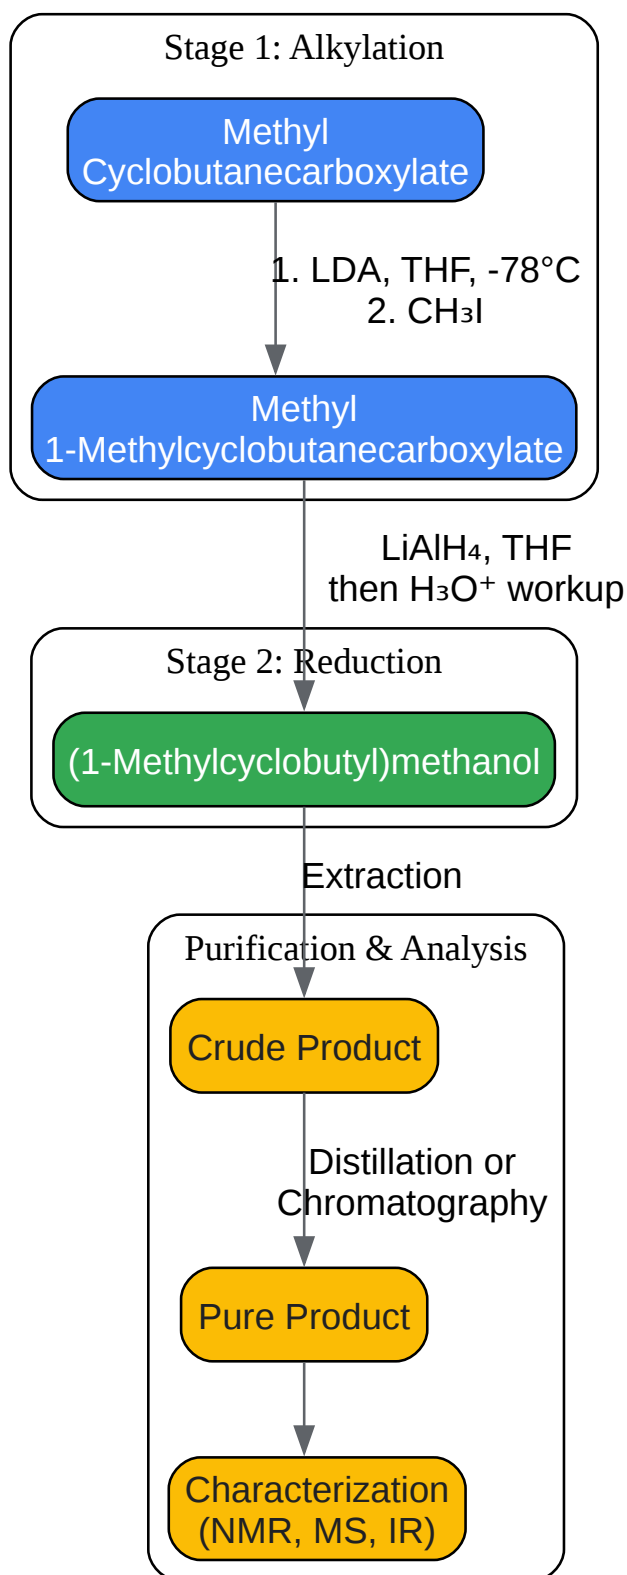 Stage 1: Alkylation
Methyl
Cyclobutanecarboxylate
1. LDA, THF, -78°C
2. CH₃I
Methyl
1-Methylcyclobutanecarboxylate
LiAlH₄, THF
then H₃O⁺ workup
Stage 2: Reduction
(1-Methylcyclobutyl)methanol
Extraction
Purification & Analysis
Crude Product
Distillation or
Chromatography
Pure Product
Characterization
(NMR, MS, IR)